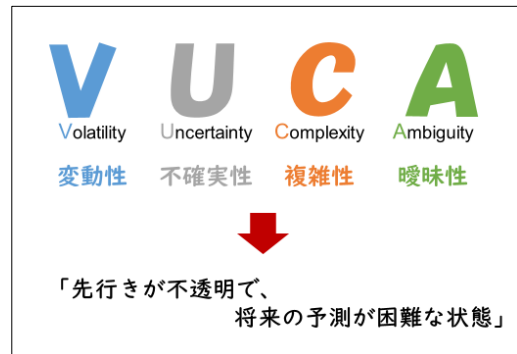 V U C A
Volatility Uncertainty Complexity Ambiguity
変動性 不確実性 複雑性 曖昧性
「先行きが不透明で、
将来の予測が困難な状態」